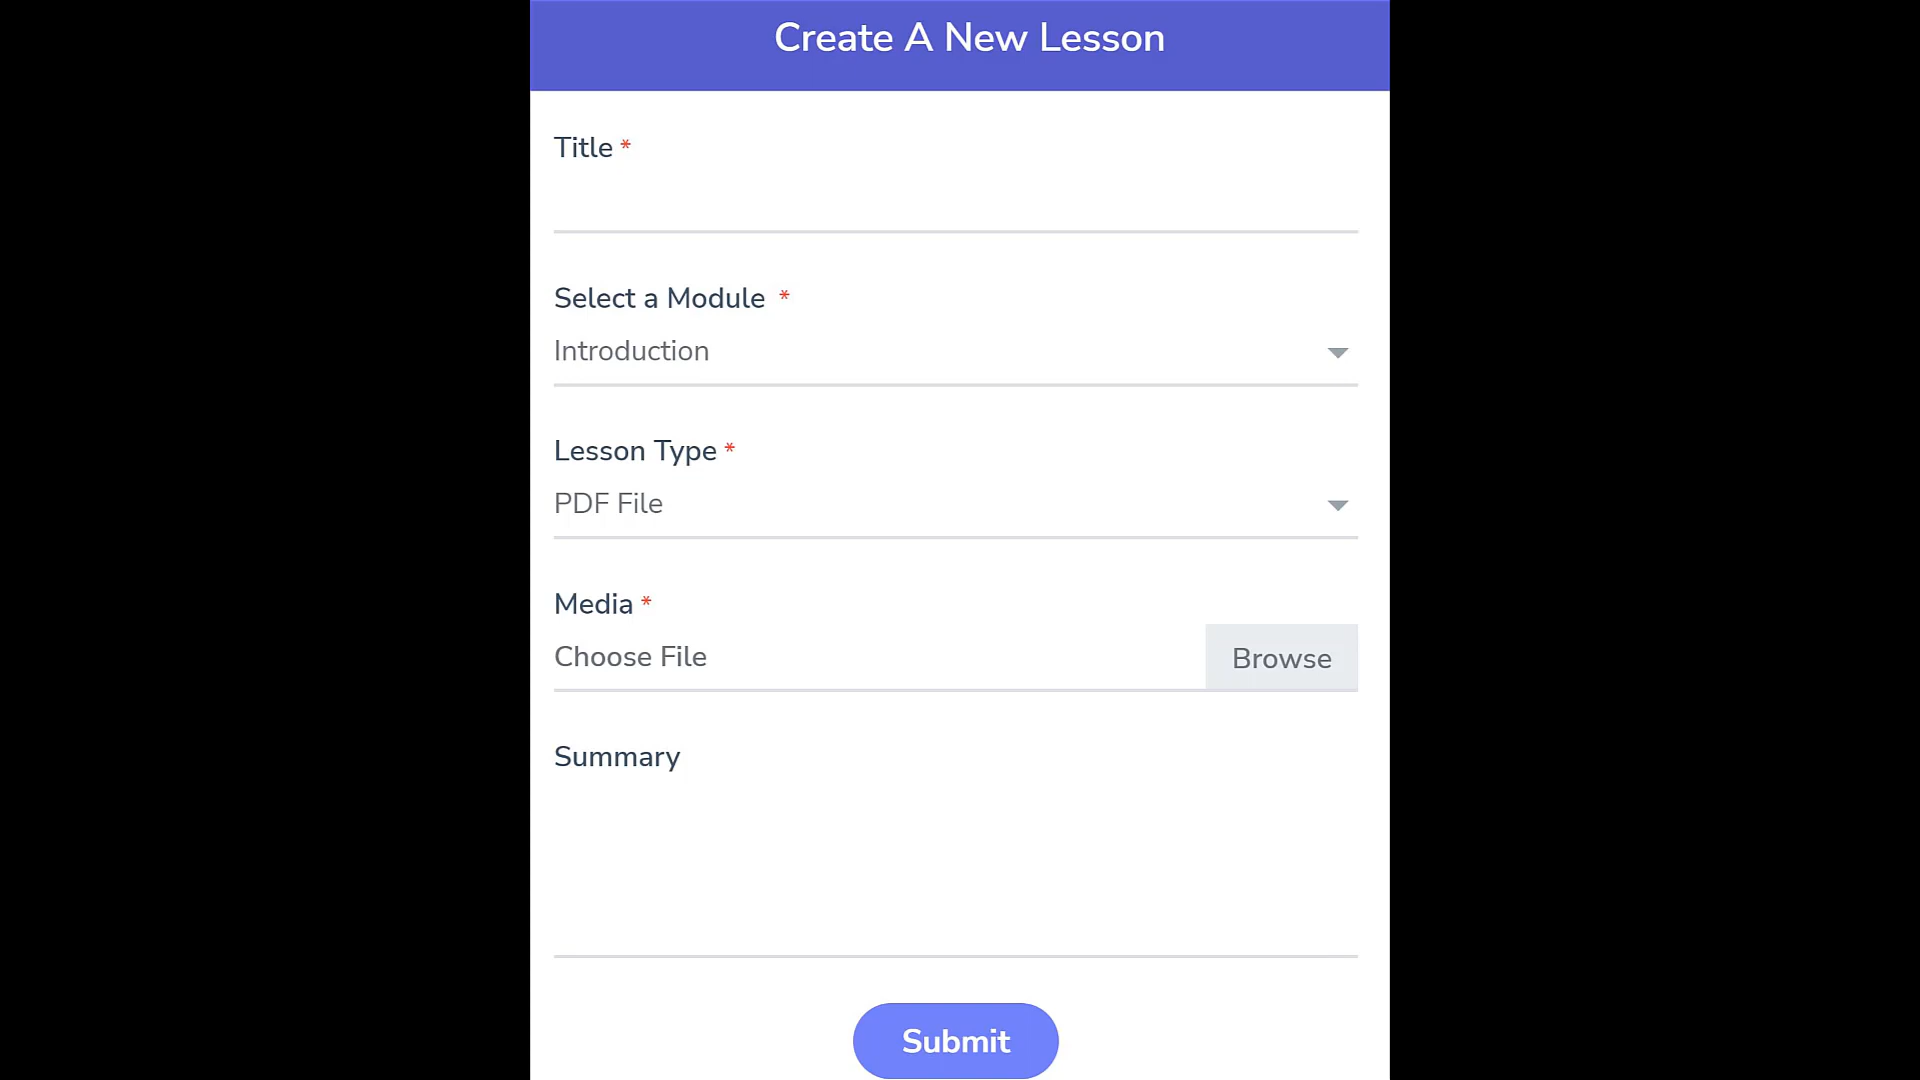 Create A New Lesson
Title *
Select a Module *
Introduction
Lesson Type *
PDF File
Media *
Choose File
Browse
Summary
Submit